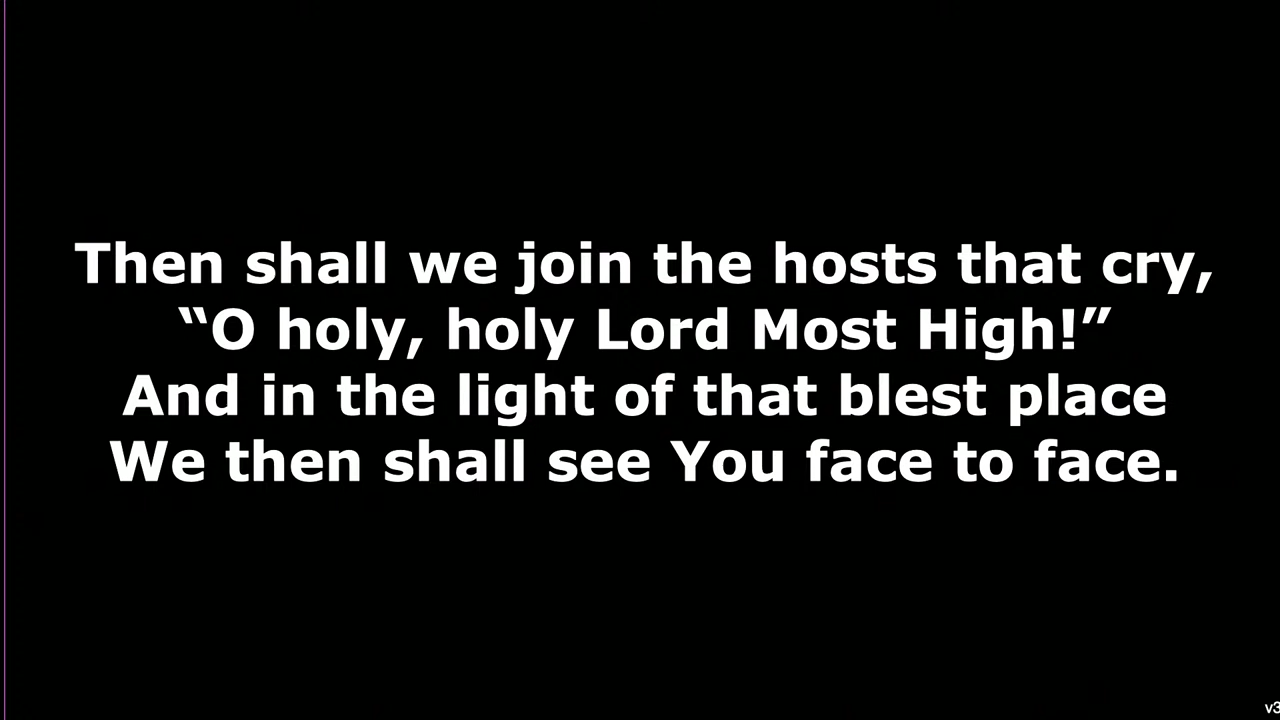 Then shall we join the hosts that cry,
“O holy, holy Lord Most High!”
And in the light of that blest place
We then shall see You face to face.
v3